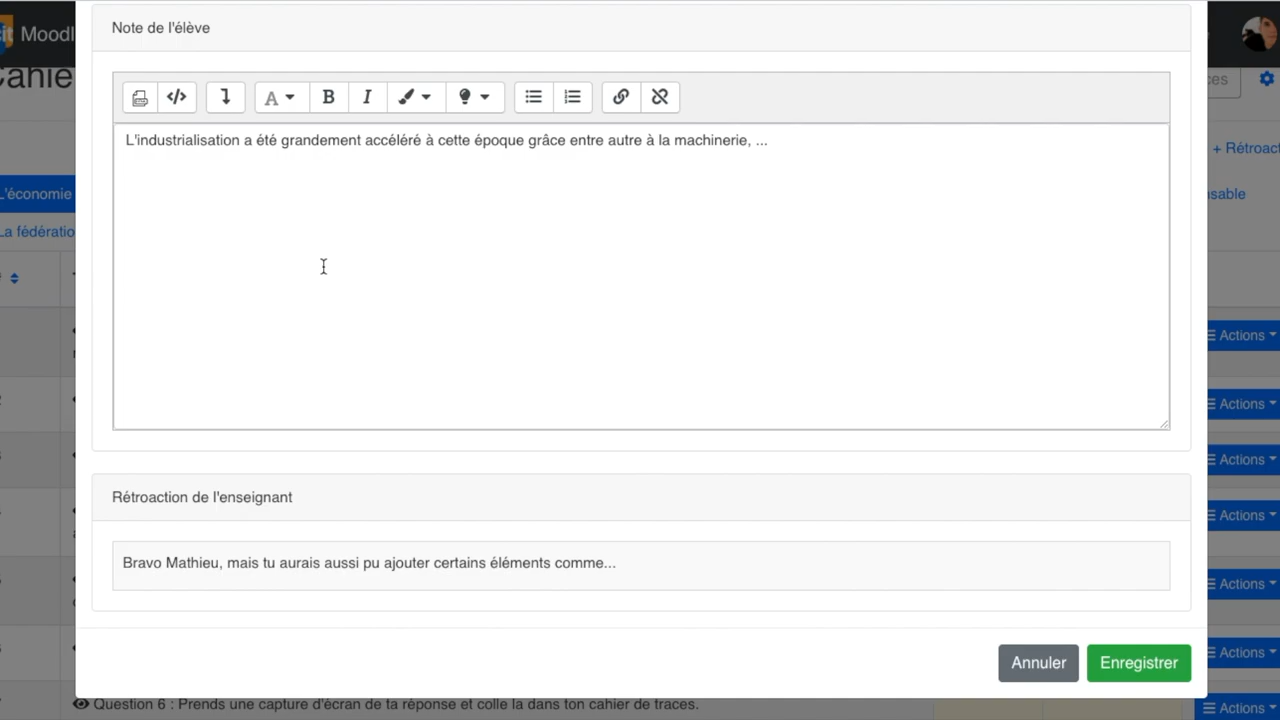 Note de l'élève
it Moodl
Cahie
ces
A B I
L'industrialisation a été grandement accéléré à cette époque grâce entre autre à la machinerie, ...
+ Rétroact
L'économie
sable
La fédératio
Actions
Actions
Actions
Rétroaction de l'enseignant
Actions
Bravo Mathieu, mais tu aurais aussi pu ajouter certains éléments comme...
Actions
Annuler
Enregistrer
Actions
Question 6 : Prends une capture d'écran de ta réponse et colle la dans ton cahier de traces.
Actions